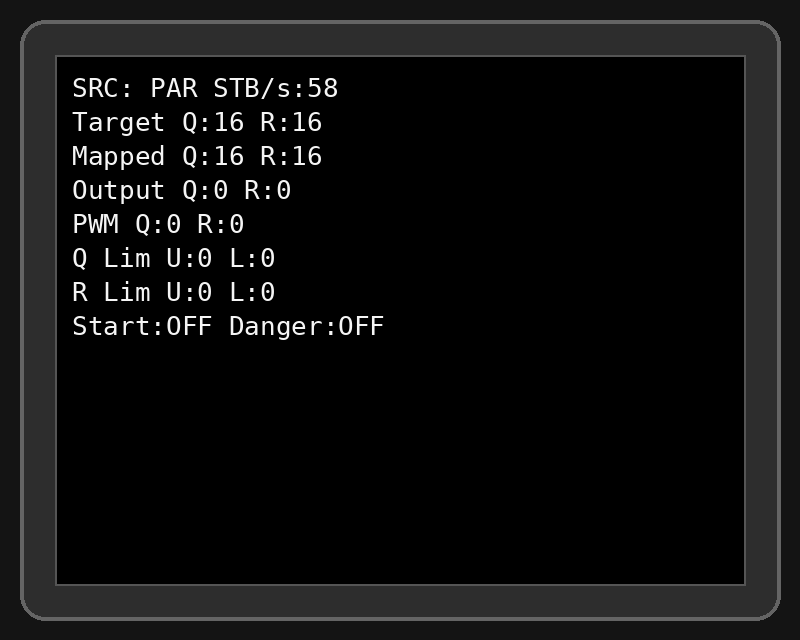 SRC: PAR STB/s:58
Target Q:16 R:16
Mapped Q:16 R:16
Output Q:0 R:0
PWM Q:0 R:0
Q Lim U:0 L:0
R Lim U:0 L:0
Start:OFF Danger:OFF